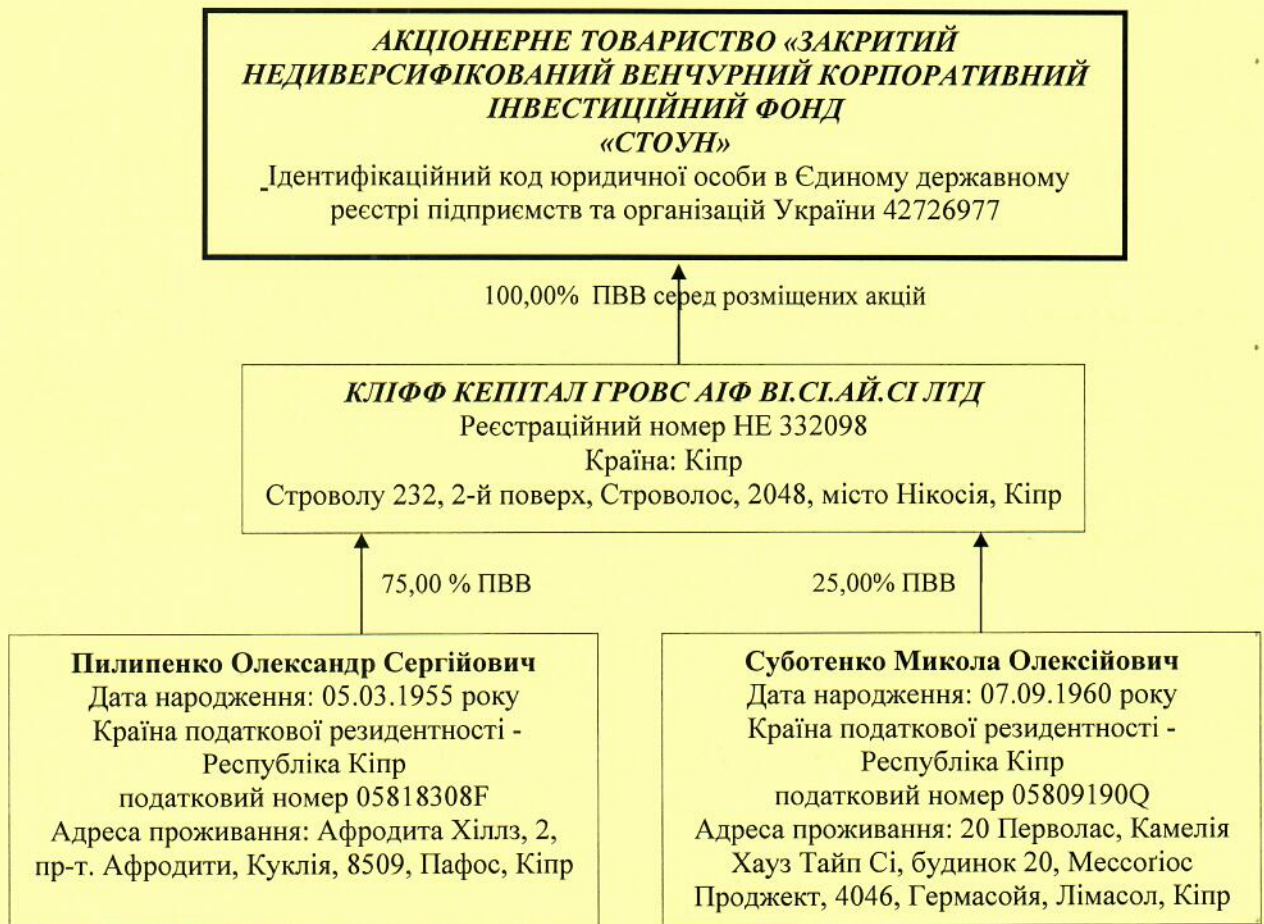 АКЦІОНЕРНЕ ТОВАРИСТВО «ЗАКРИТИЙ
НЕДИВЕРСИФІКОВАНИЙ ВЕНЧУРНИЙ КОРПОРАТИВНИЙ
ІНВЕСТИЦІЙНИЙ ФОНД
«СТОУН»
Ідентифікаційний код юридичної особи в Єдиному державному
реєстрі підприємств та організацій України 42726977
100,00% ПВВ серед розміщених акцій
КЛІФФ КЕПІТАЛ ГРОВС АІФ ВІ.СІ.АЙ.СІ ЛТД
Реєстраційний номер НЕ 332098
Країна: Кіпр
Строволу 232, 2-й поверх, Строволос, 2048, місто Нікосія, Кіпр
75,00 % ПВВ
25,00% ПВВ
Пилипенко Олександр Сергійович
Дата народження: 05.03.1955 року
Країна податкової резидентності -
Республіка Кіпр
податковий номер 05818308F
Адреса проживання: Афродита Хіллз, 2,
пр-т. Афродити, Куклія, 8509, Пафос, Кіпр
Суботенко Микола Олексійович
Дата народження: 07.09.1960 року
Країна податкової резидентності -
Республіка Кіпр
податковий номер 05809190Q
Адреса проживання: 20 Перволас, Камелія
Хауз Тайп Сі, будинок 20, Мессогіос
Проджект, 4046, Гермасойя, Лімасол, Кіпр